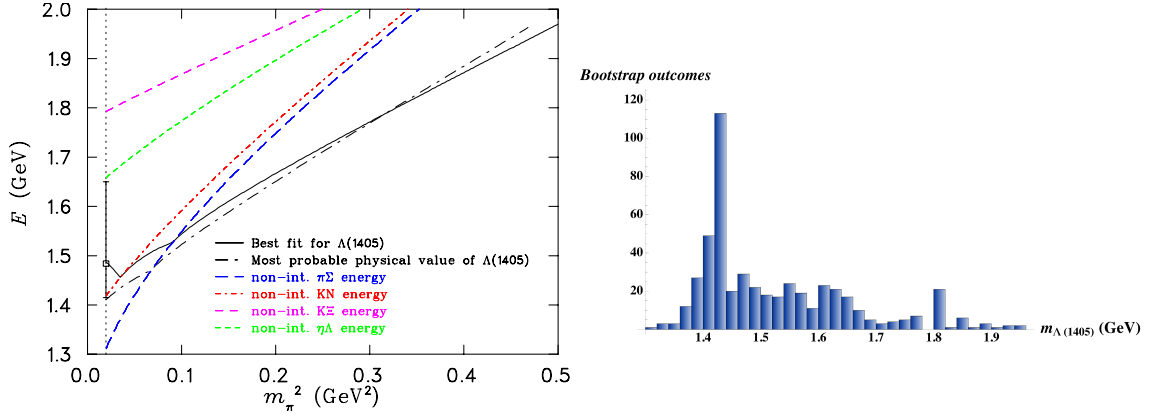 2.0
1.9
1.8
1.7
1.6
1.5
1.4
1.3
E (GeV)
0.0 0.1 0.2 0.3 0.4 0.5
m_π² (GeV²)
Best fit for Λ(1405)
Most probable physical value of Λ(1405)
non-int. πΣ energy
non-int. KN energy
non-int. KΞ energy
non-int. ηΛ energy
Bootstrap outcomes
120
100
80
60
40
20
1.4 1.5 1.6 1.7 1.8 1.9
m_Λ (1405) (GeV)